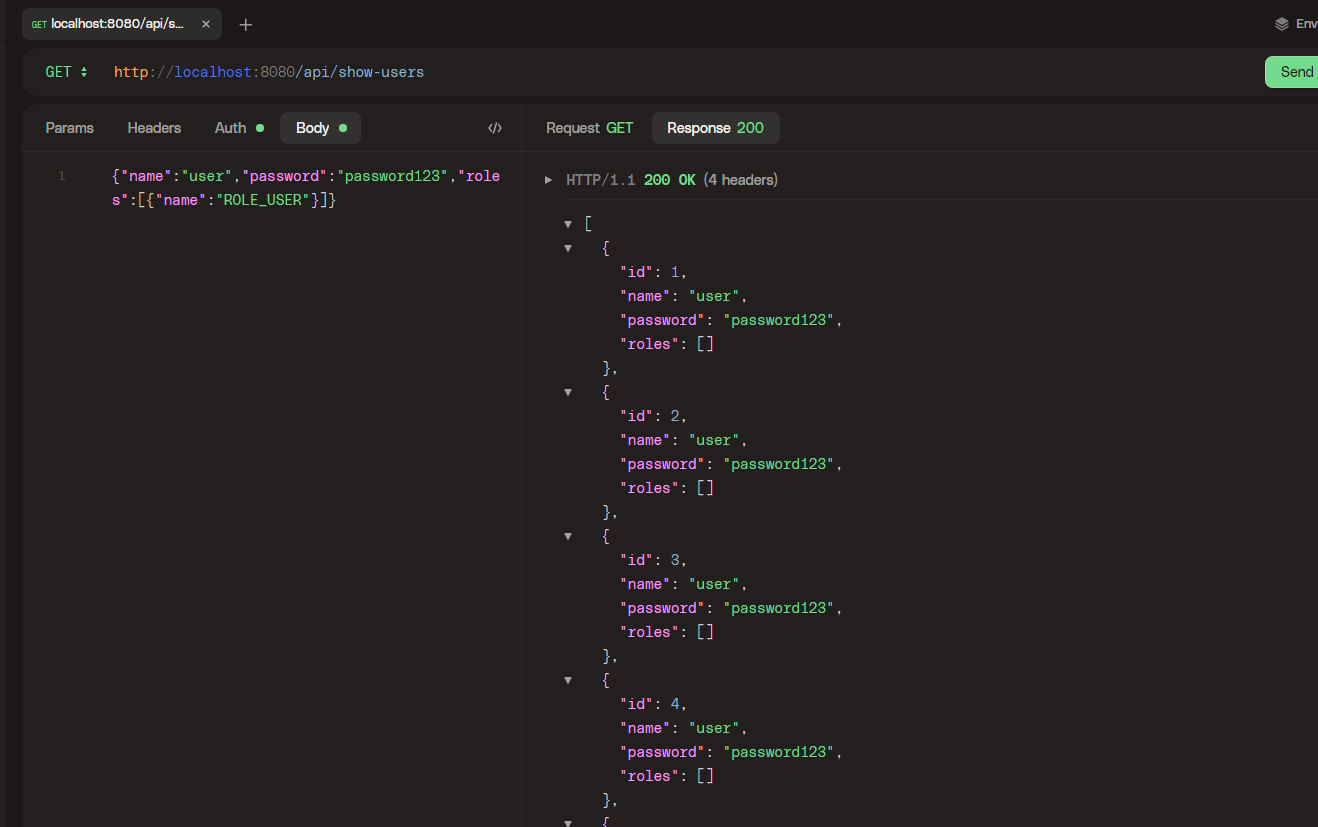 GET localhost:8080/api/s... × +
Env
GET http://localhost:8080/api/show-users
Send
Params Headers Auth Body </>
Request GET Response 200
1 {"name":"user","password":"password123","role
s":[{"name":"ROLE_USER"}]}
HTTP/1.1 200 OK (4 headers)
[
{
"id": 1,
"name": "user",
"password": "password123",
"roles": []
},
{
"id": 2,
"name": "user",
"password": "password123",
"roles": []
},
{
"id": 3,
"name": "user",
"password": "password123",
"roles": []
},
{
"id": 4,
"name": "user",
"password": "password123",
"roles": []
},
{